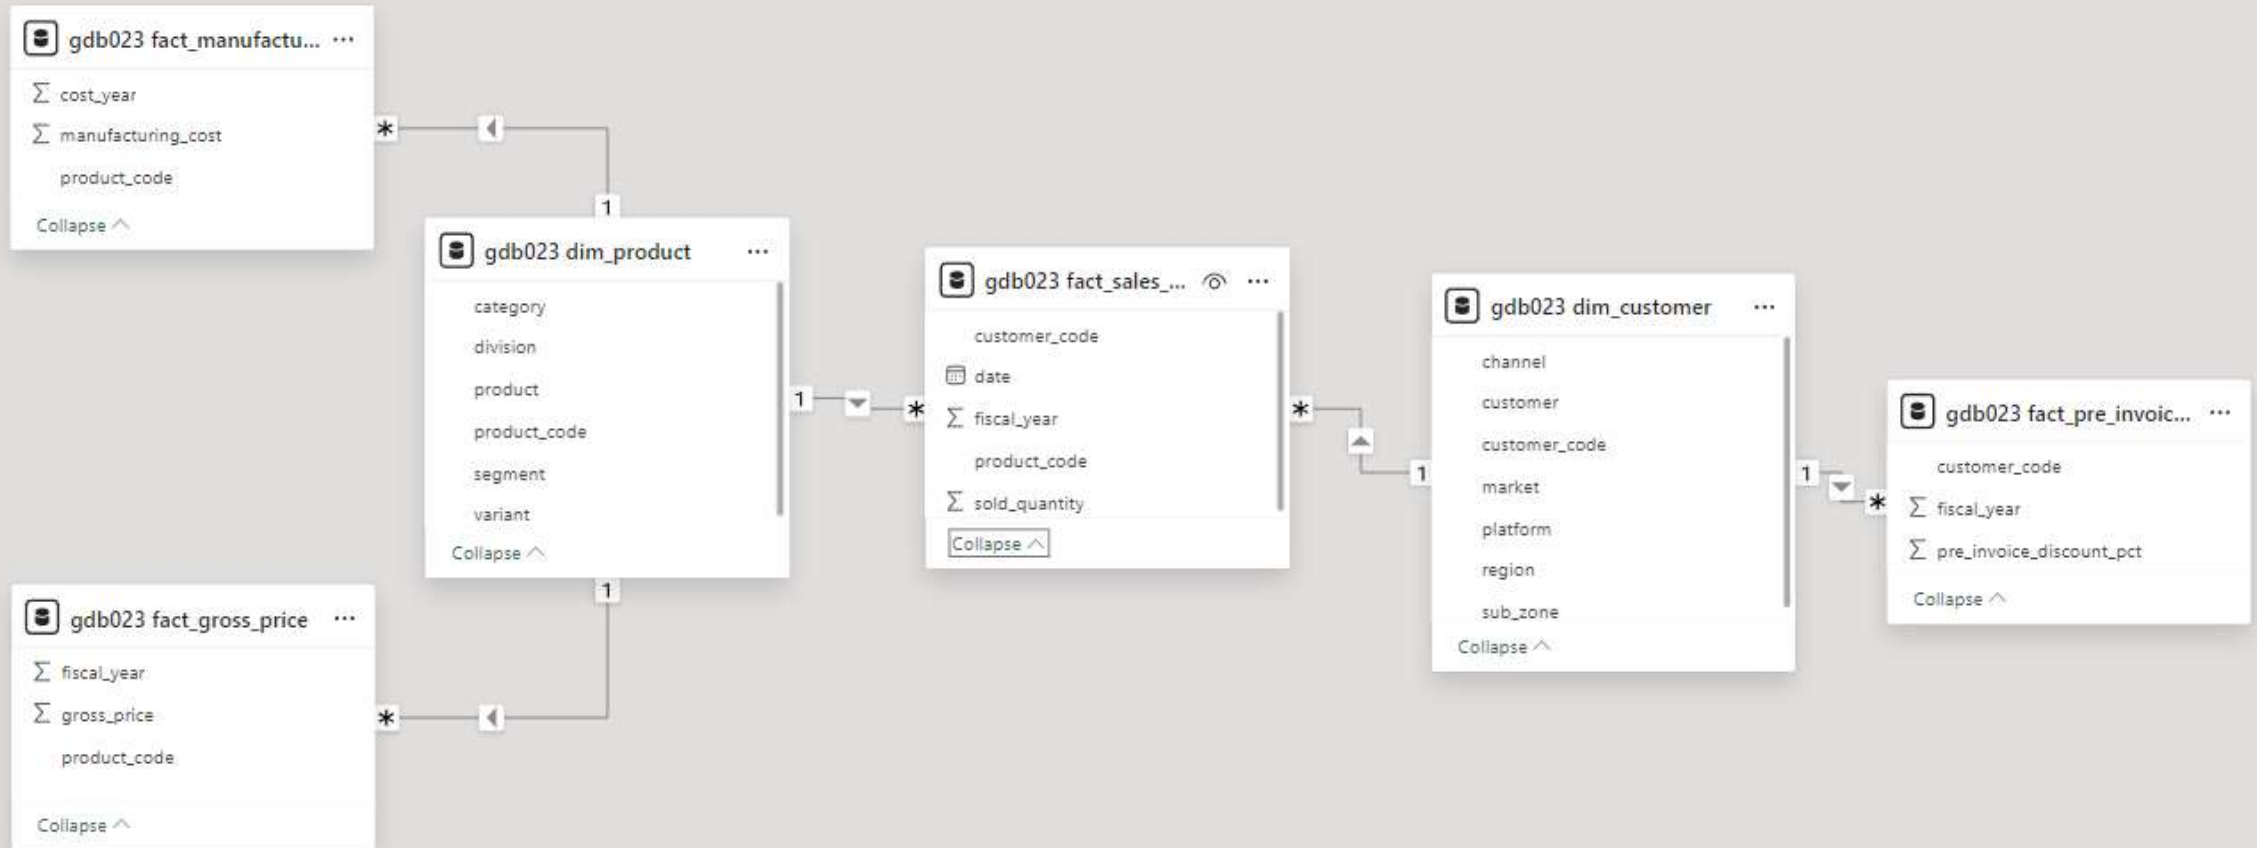 gdb023 fact_manufactu... ...
Σ cost_year
Σ manufacturing_cost
product_code
Collapse
* 1
gdb023 dim_product ...
category
division
product
product_code
segment
variant
Collapse
1 *
1
gdb023 fact_gross_price ...
Σ fiscal_year
Σ gross_price
product_code
Collapse
*
gdb023 fact_sales_... ...
customer_code
date
Σ fiscal_year
product_code
Σ sold_quantity
Collapse
* 1
gdb023 dim_customer ...
channel
customer
customer_code
market
platform
region
sub_zone
Collapse
1 *
gdb023 fact_pre_invoic... ...
customer_code
Σ fiscal_year
Σ pre_invoice_discount_pct
Collapse